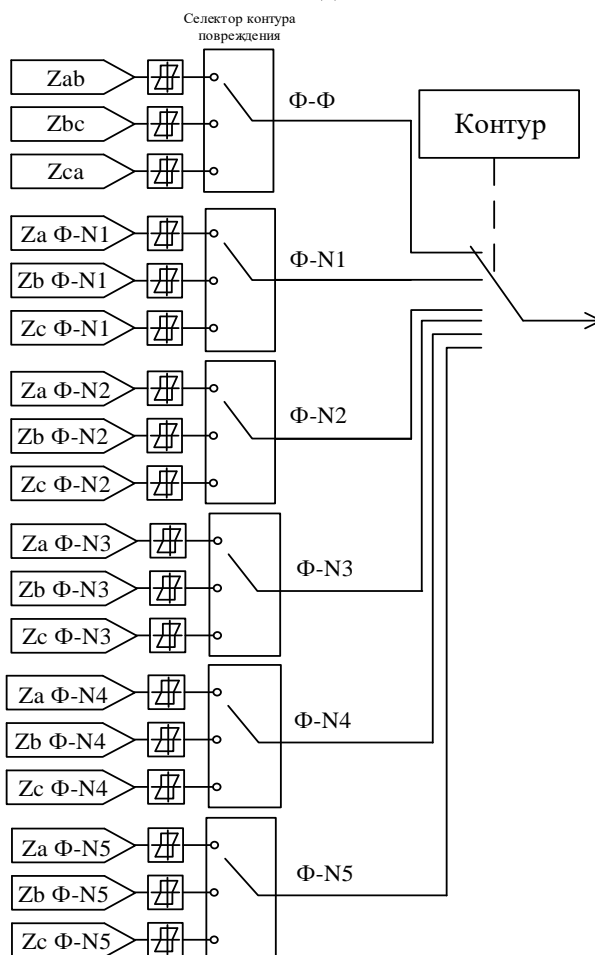 Селектор контура
повреждения
Zab
Zbc
Zca
Ф-Ф
Контур
Za Ф-N1
Zb Ф-N1
Zc Ф-N1
Ф-N1
Za Ф-N2
Zb Ф-N2
Zc Ф-N2
Ф-N2
Za Ф-N3
Zb Ф-N3
Zc Ф-N3
Ф-N3
Za Ф-N4
Zb Ф-N4
Zc Ф-N4
Ф-N4
Za Ф-N5
Zb Ф-N5
Zc Ф-N5
Ф-N5